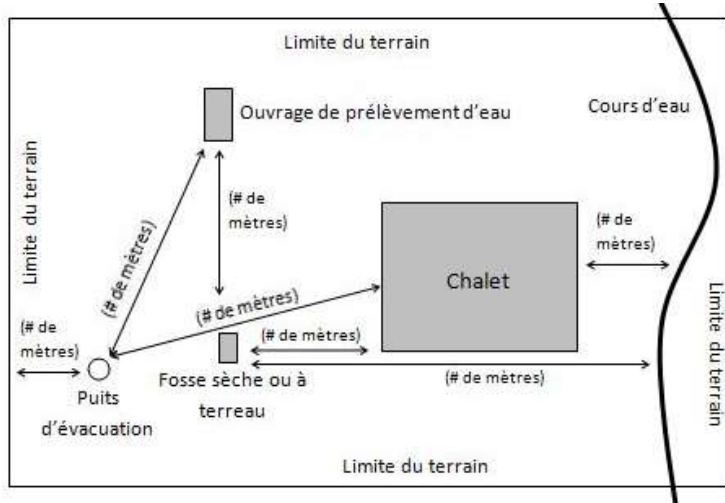 Limite du terrain
Ouvrage de prélèvement d'eau
Cours d'eau
Limite du terrain
(# de
mètres)
(# de mètres)
(# de
mètres)
Chalet
(# de mètres)
(# de
mètres)
(# de mètres)
Limite du terrain
(# de mètres)
Fosse sèche ou à
terreau
Puits
d'évacuation
Limite du terrain